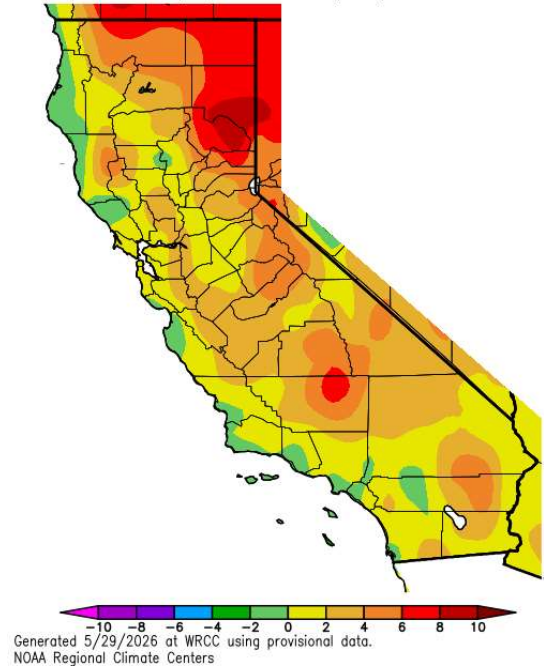 -10 -8 -6 -4 -2 0 2 4 6 8 10
Generated 5/29/2026 at WRCC using provisional data.
NOAA Regional Climate Centers